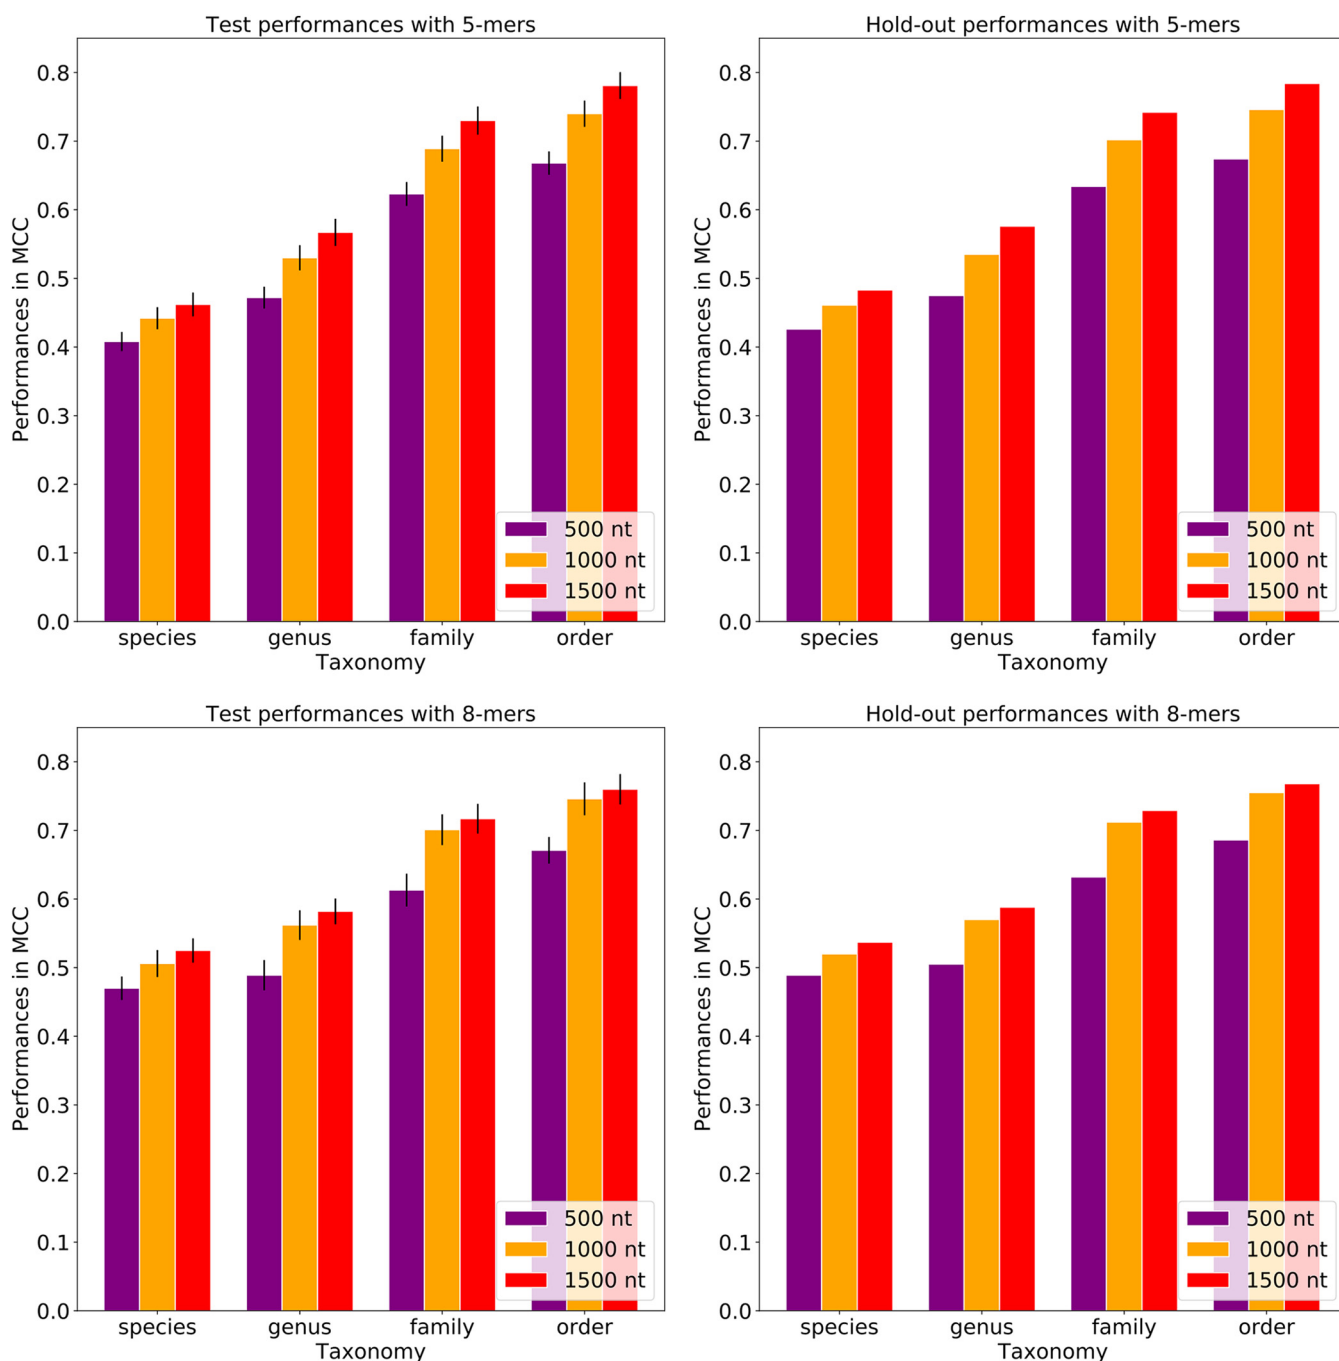 Test performances with 5-mers
Performances in MCC
0.8
0.7
0.6
0.5
0.4
0.3
0.2
0.1
0.0
500 nt
1000 nt
1500 nt
species genus family order
Taxonomy
Hold-out performances with 5-mers
Performances in MCC
0.8
0.7
0.6
0.5
0.4
0.3
0.2
0.1
0.0
500 nt
1000 nt
1500 nt
species genus family order
Taxonomy
Test performances with 8-mers
Performances in MCC
0.8
0.7
0.6
0.5
0.4
0.3
0.2
0.1
0.0
500 nt
1000 nt
1500 nt
species genus family order
Taxonomy
Hold-out performances with 8-mers
Performances in MCC
0.8
0.7
0.6
0.5
0.4
0.3
0.2
0.1
0.0
500 nt
1000 nt
1500 nt
species genus family order
Taxonomy